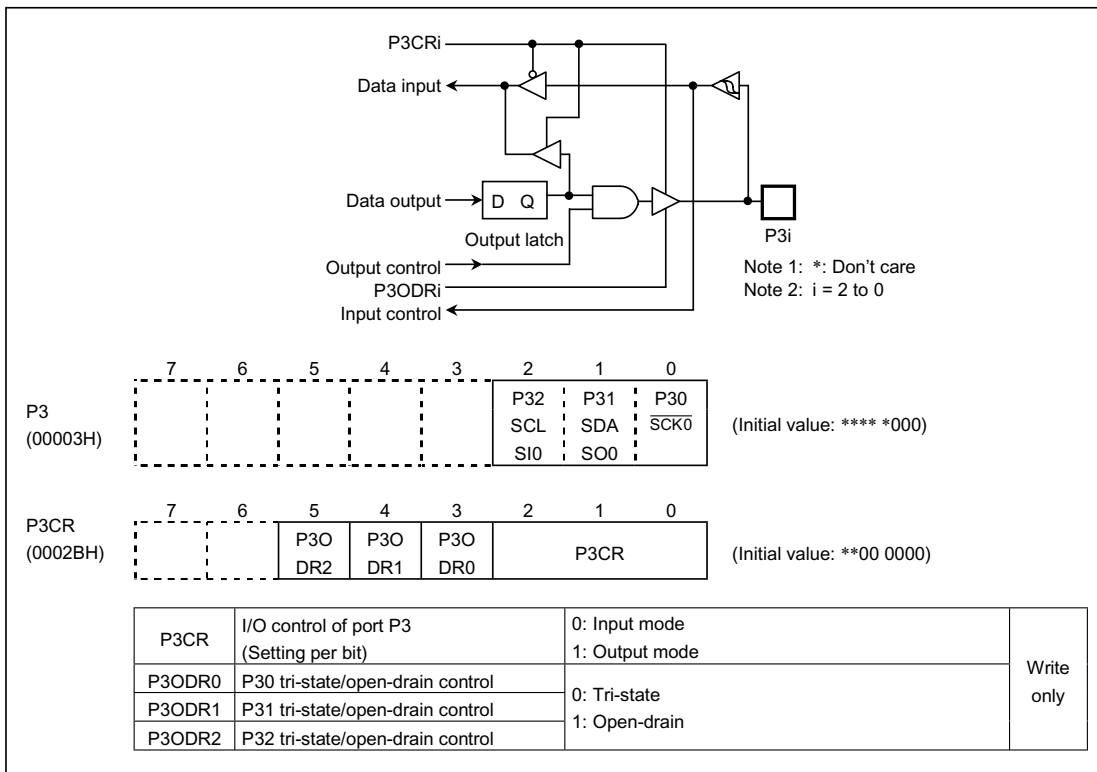 P3CRi
Data input
Data output
D Q
Output latch
P3i
Output control
P3ODRi
Input control
Note 1: *: Don't care
Note 2: i = 2 to 0
7 6 5 4 3 2 1 0
P3
(00003H)
P32 P31 P30
SCL SDA SCK0
SI0 SO0
(Initial value: **** *000)
7 6 5 4 3 2 1 0
P3CR
(0002BH)
P3O P3O P3O
DR2 DR1 DR0
P3CR
(Initial value: **00 0000)
P3CR
I/O control of port P3
(Setting per bit)
0: Input mode
1: Output mode
P3ODR0 P30 tri-state/open-drain control
P3ODR1 P31 tri-state/open-drain control
P3ODR2 P32 tri-state/open-drain control
0: Tri-state
1: Open-drain
Write
only